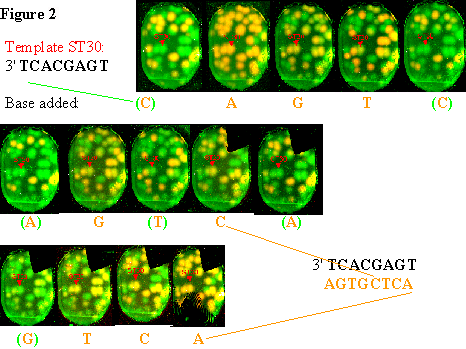 Figure 2
Template ST30:
3' TCACGAGT
Base added:
(C) A G T (C)
(A) G (T) C (A)
3' TCACGAGT
AGTGCTCA
(G) T C A